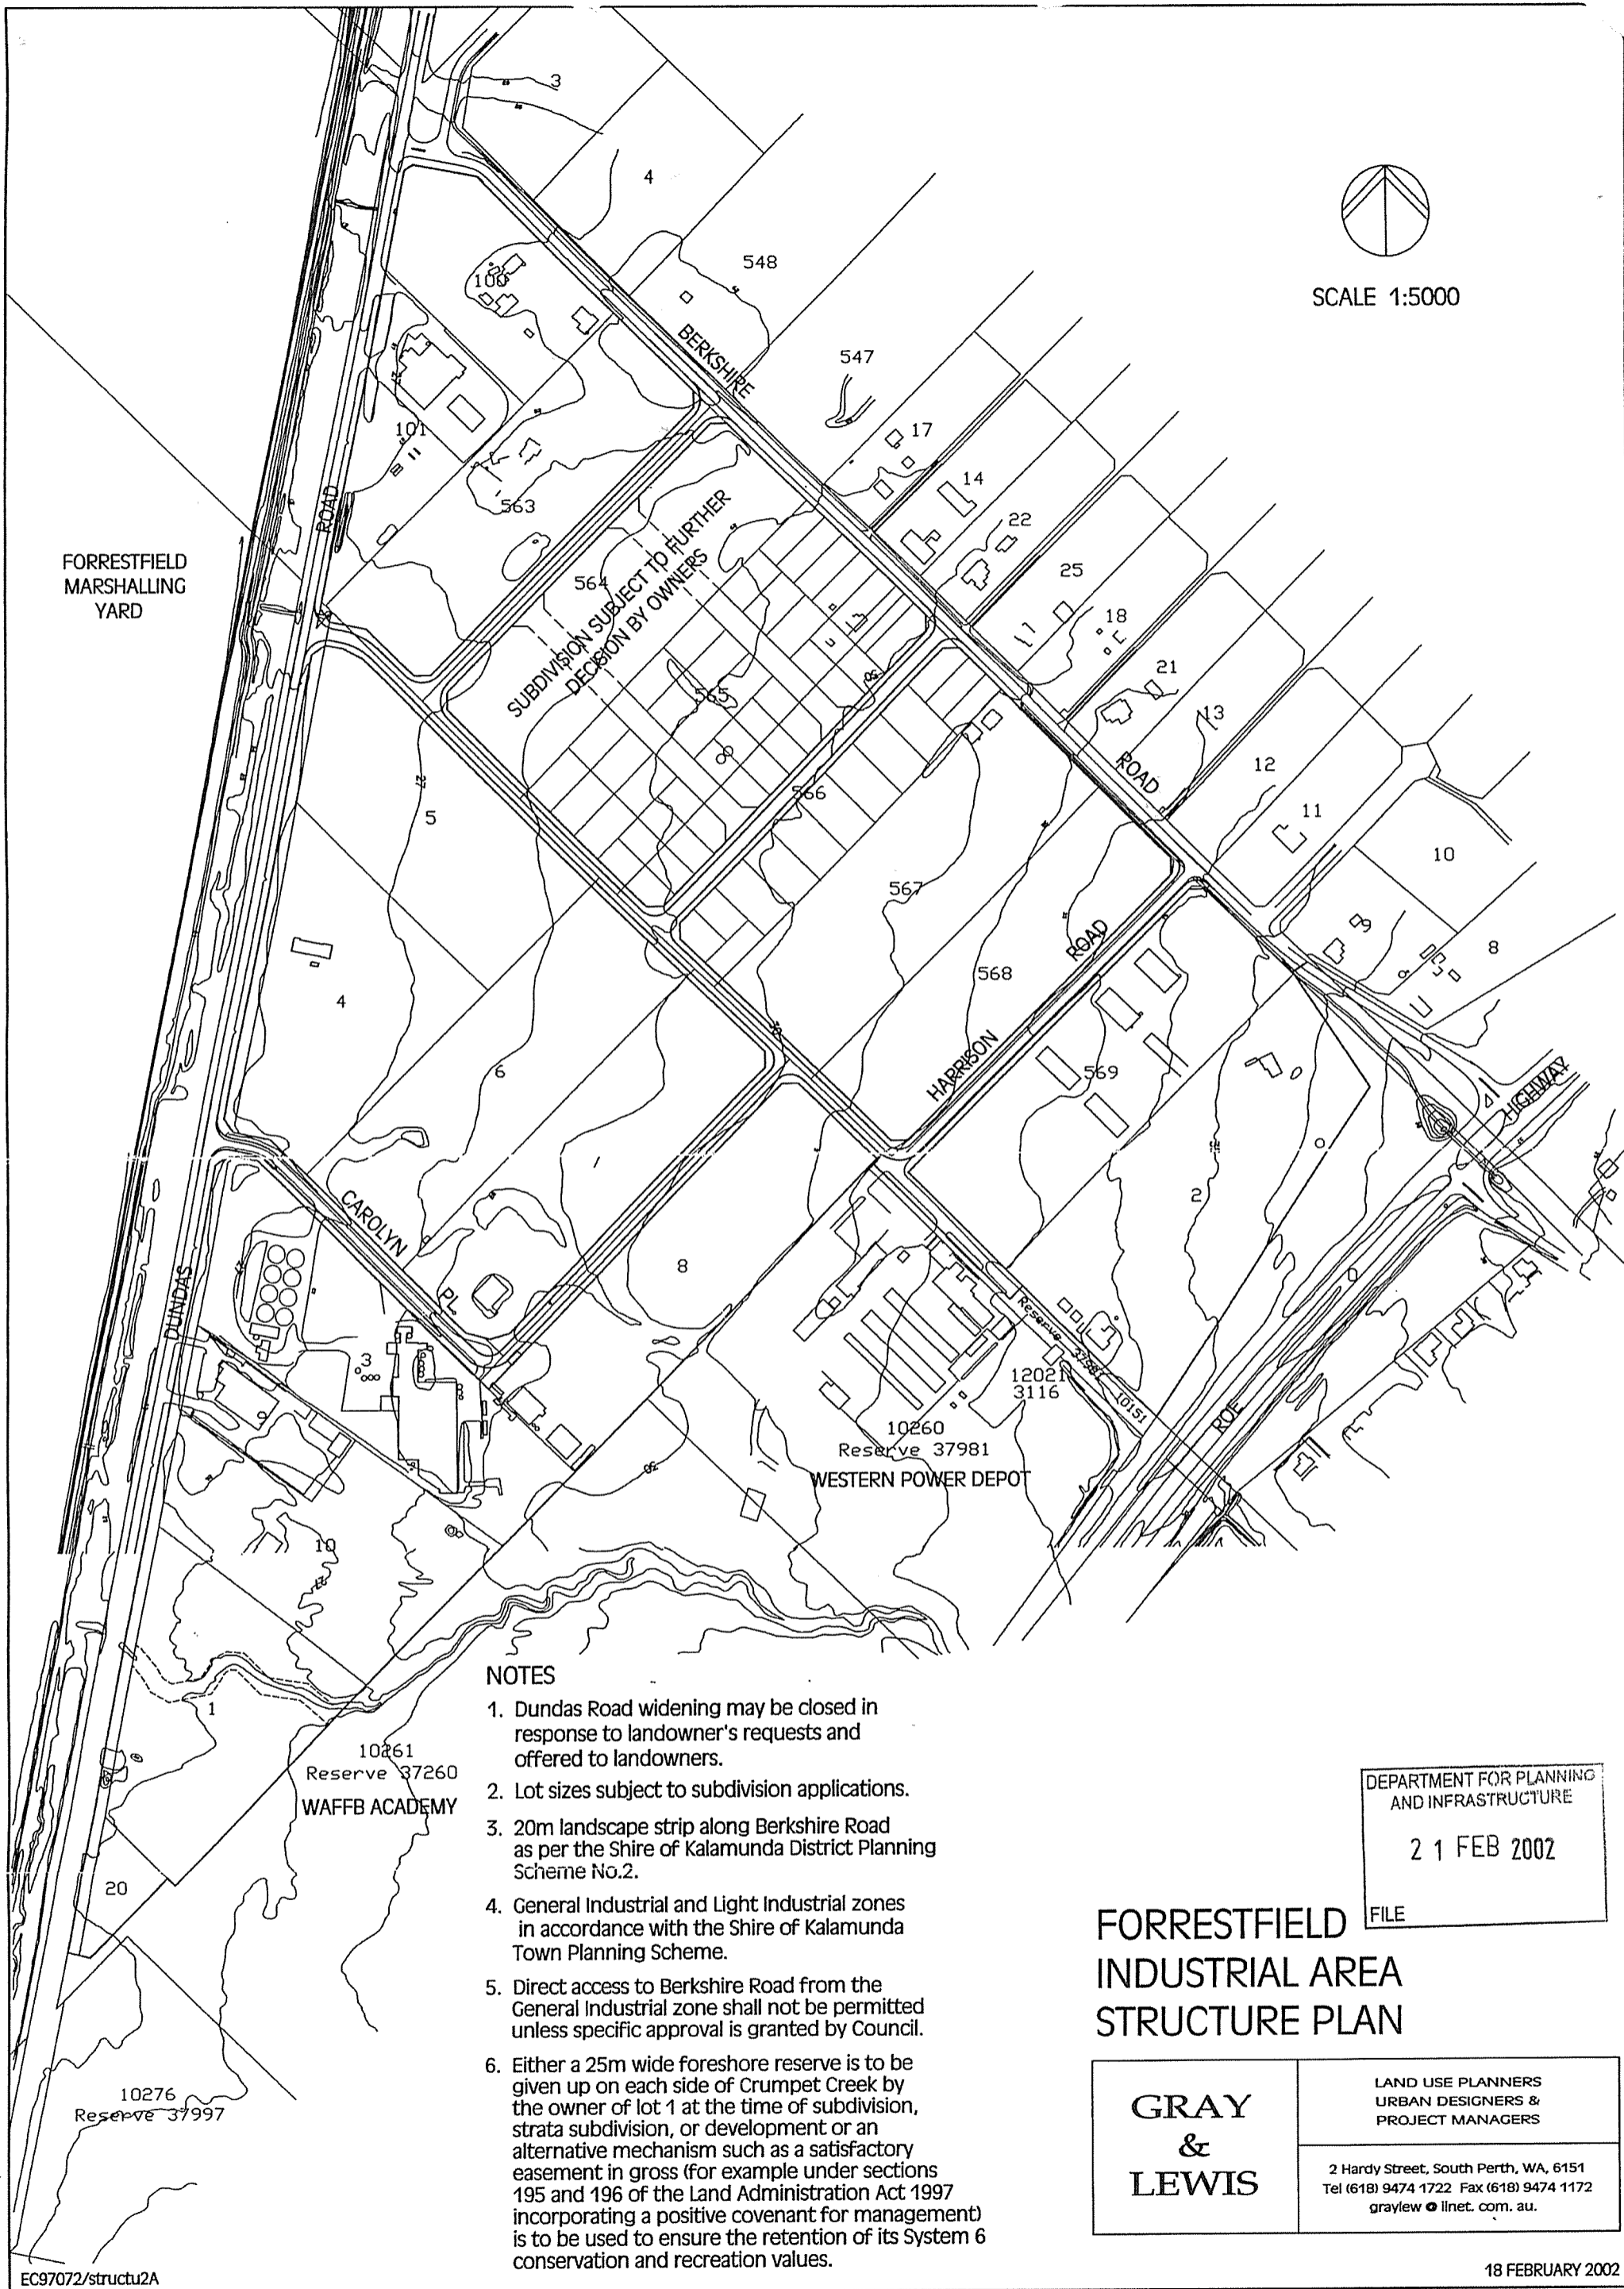 3
4
548
SCALE 1:5000
100
BERKSHIRE
547
101
17
14
ROAD
563
22
FORRESTFIELD
MARSHALLING
YARD
564
SUBDIVISION SUBJECT TO FURTHER
DECISION BY OWNERS
25
18
565
21
13
27
5
566
ROAD
12
11
10
567
9
8
ROAD
568
4
HARRISON
569
6
HIGHWAY
2
CAROLYN
PL.
8
DUNDAS
3
Reserve 37981
10151
12021
3116
ROE
9
10260
Reserve 37981
WESTERN POWER DEPOT
10
1
10261
Reserve 37260
WAFFB ACADEMY
20
10276
Reserve 37997
NOTES
1. Dundas Road widening may be closed in
response to landowner's requests and
offered to landowners.
2. Lot sizes subject to subdivision applications.
3. 20m landscape strip along Berkshire Road
as per the Shire of Kalamunda District Planning
Scheme No.2.
4. General Industrial and Light Industrial zones
in accordance with the Shire of Kalamunda
Town Planning Scheme.
5. Direct access to Berkshire Road from the
General Industrial zone shall not be permitted
unless specific approval is granted by Council.
6. Either a 25m wide foreshore reserve is to be
given up on each side of Crumpet Creek by
the owner of lot 1 at the time of subdivision,
strata subdivision, or development or an
alternative mechanism such as a satisfactory
easement in gross (for example under sections
195 and 196 of the Land Administration Act 1997
incorporating a positive covenant for management)
is to be used to ensure the retention of its System 6
conservation and recreation values.
DEPARTMENT FOR PLANNING
AND INFRASTRUCTURE
21 FEB 2002
FILE
FORRESTFIELD
INDUSTRIAL AREA
STRUCTURE PLAN
GRAY
&
LEWIS
LAND USE PLANNERS
URBAN DESIGNERS &
PROJECT MANAGERS
2 Hardy Street, South Perth, WA, 6151
Tel (618) 9474 1722 Fax (618) 9474 1172
graylew @ iinet. com. au.
EC97072/structu2A
18 FEBRUARY 2002